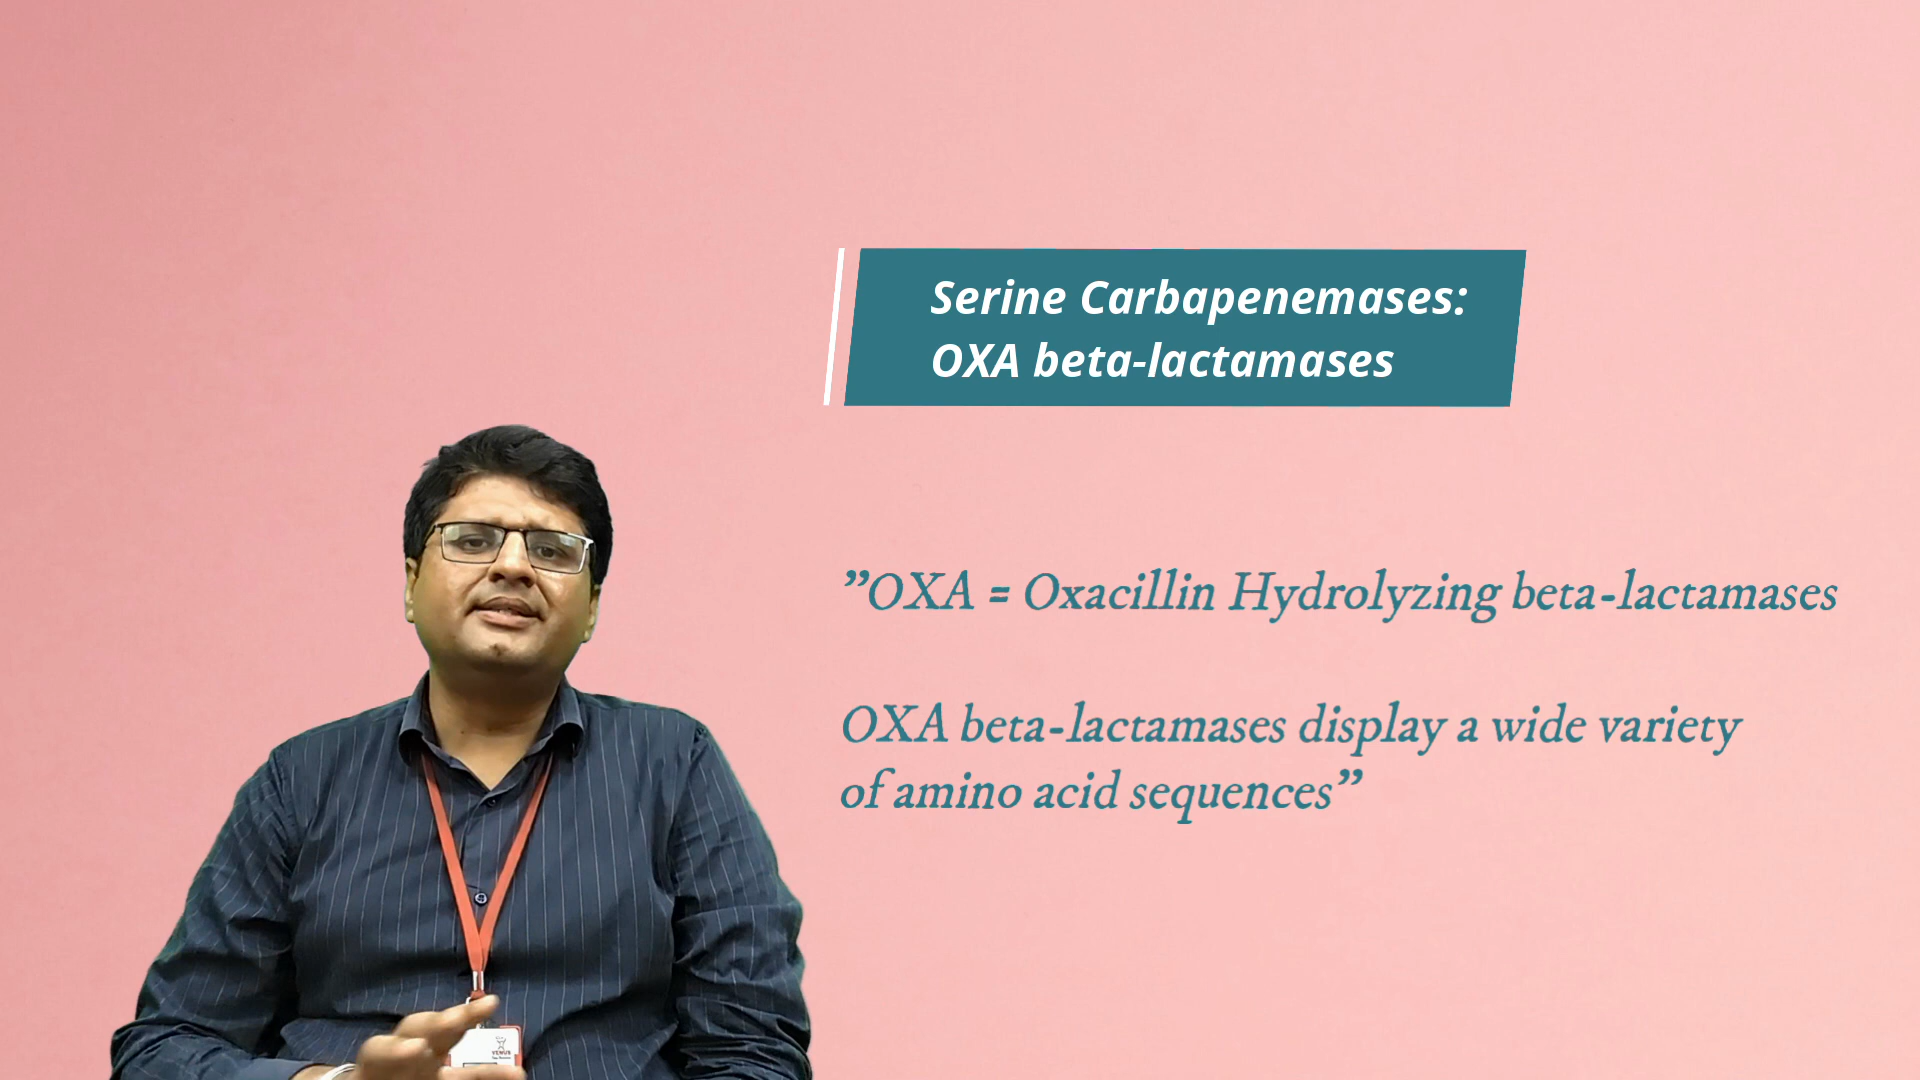 Serine Carbapenemases:
OXA beta-lactamases
”OXA = Oxacillin Hydrolyzing beta-lactamases
OXA beta-lactamases display a wide variety
of amino acid sequences”
VENUS